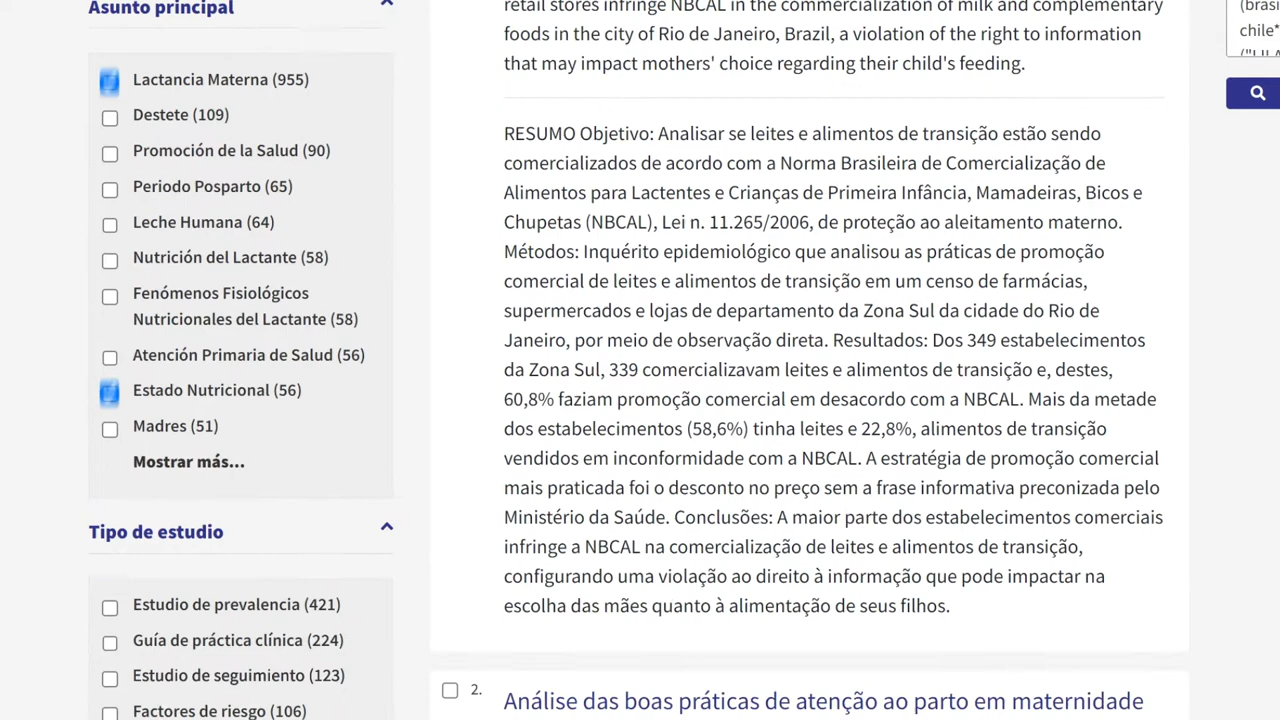 Asunto principal
Lactancia Materna (955)
Destete (109)
Promoción de la Salud (90)
Periodo Posparto (65)
Leche Humana (64)
Nutrición del Lactante (58)
Fenómenos Fisiológicos
Nutricionales del Lactante (58)
Atención Primaria de Salud (56)
Estado Nutricional (56)
Madres (51)
Mostrar más...
Tipo de estudio
Estudio de prevalencia (421)
Guía de práctica clínica (224)
Estudio de seguimiento (123)
Factores de riesgo (106)
retail stores infringe NBCAL in the commercialization of milk and complementary
foods in the city of Rio de Janeiro, Brazil, a violation of the right to information
that may impact mothers' choice regarding their child's feeding.
RESUMO Objetivo: Analisar se leites e alimentos de transição estão sendo
comercializados de acordo com a Norma Brasileira de Comercialização de
Alimentos para Lactentes e Crianças de Primeira Infância, Mamadeiras, Bicos e
Chupetas (NBCAL), Lei n. 11.265/2006, de proteção ao aleitamento materno.
Métodos: Inquérito epidemiológico que analisou as práticas de promoção
comercial de leites e alimentos de transição em um censo de farmácias,
supermercados e lojas de departamento da Zona Sul da cidade do Rio de
Janeiro, por meio de observação direta. Resultados: Dos 349 estabelecimentos
da Zona Sul, 339 comercializavam leites e alimentos de transição e, destes,
60,8% faziam promoção comercial em desacordo com a NBCAL. Mais da metade
dos estabelecimentos (58,6%) tinha leites e 22,8%, alimentos de transição
vendidos em inconformidade com a NBCAL. A estratégia de promoção comercial
mais praticada foi o desconto no preço sem a frase informativa preconizada pelo
Ministério da Saúde. Conclusões: A maior parte dos estabelecimentos comerciais
infringe a NBCAL na comercialização de leites e alimentos de transição,
configurando uma violação ao direito à informação que pode impactar na
escolha das mães quanto à alimentação de seus filhos.
2.
Análise das boas práticas de atenção ao parto em maternidade
chile*